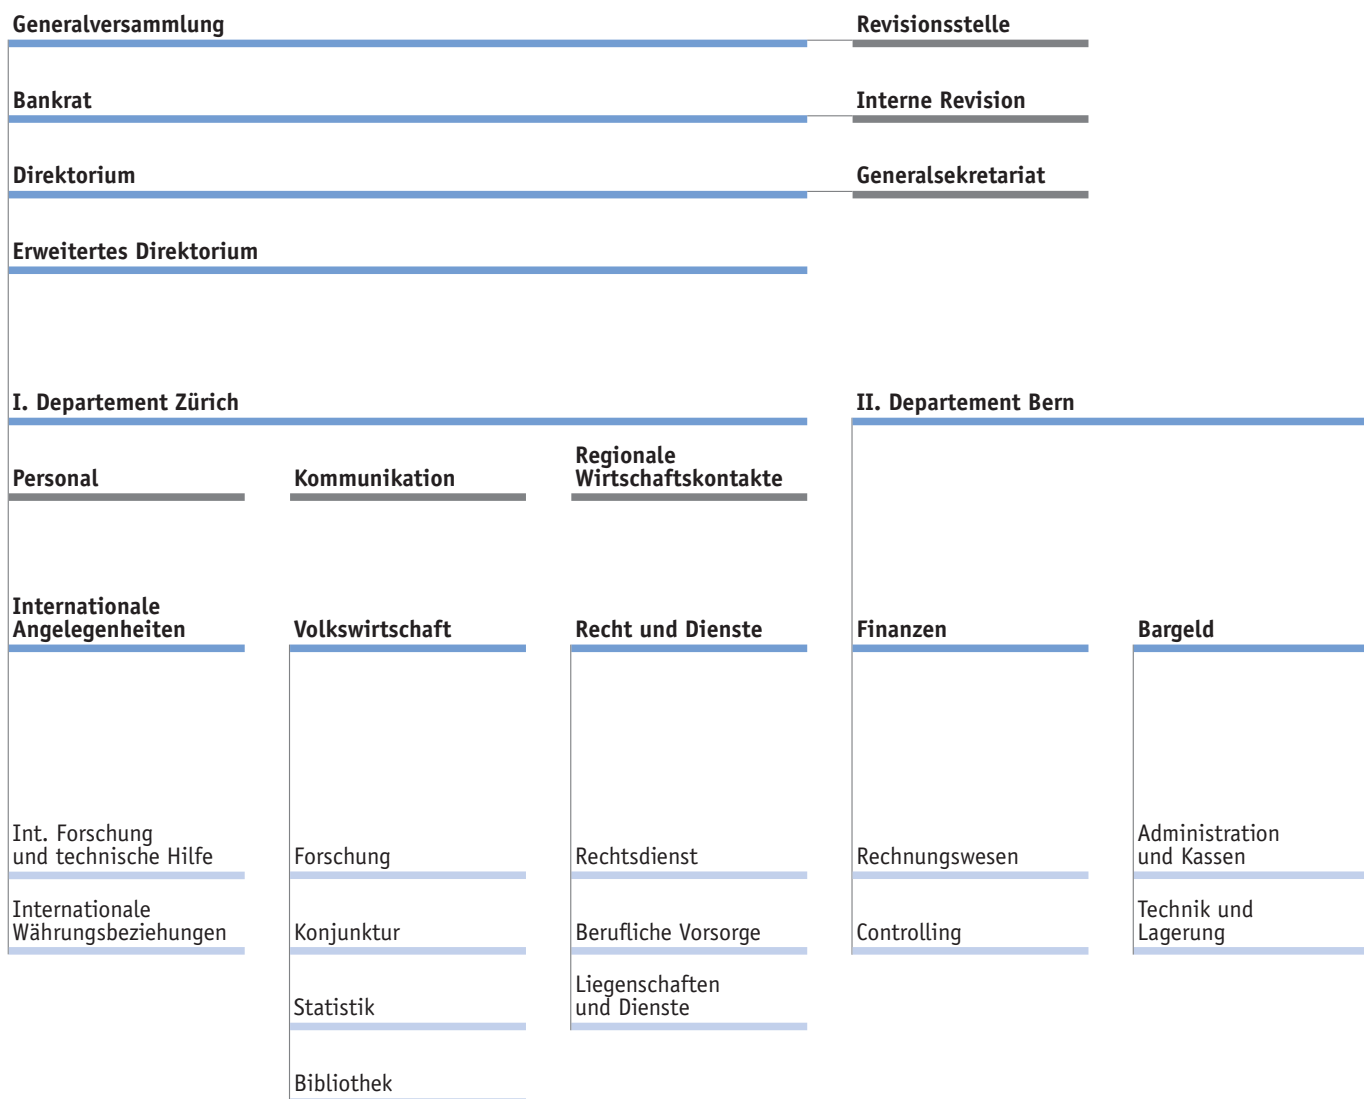 Generalversammlung
Revisionsstelle
Bankrat
Interne Revision
Direktorium
Generalsekretariat
Erweitertes Direktorium
I. Departement Zürich
II. Departement Bern
Personal
Kommunikation
Regionale
Wirtschaftskontakte
Internationale
Angelegenheiten
Volkswirtschaft
Recht und Dienste
Finanzen
Bargeld
Int. Forschung
und technische Hilfe
Forschung
Rechtsdienst
Rechnungswesen
Administration
und Kassen
Internationale
Währungsbeziehungen
Konjunktur
Berufliche Vorsorge
Controlling
Technik und
Lagerung
Statistik
Liegenschaften
und Dienste
Bibliothek